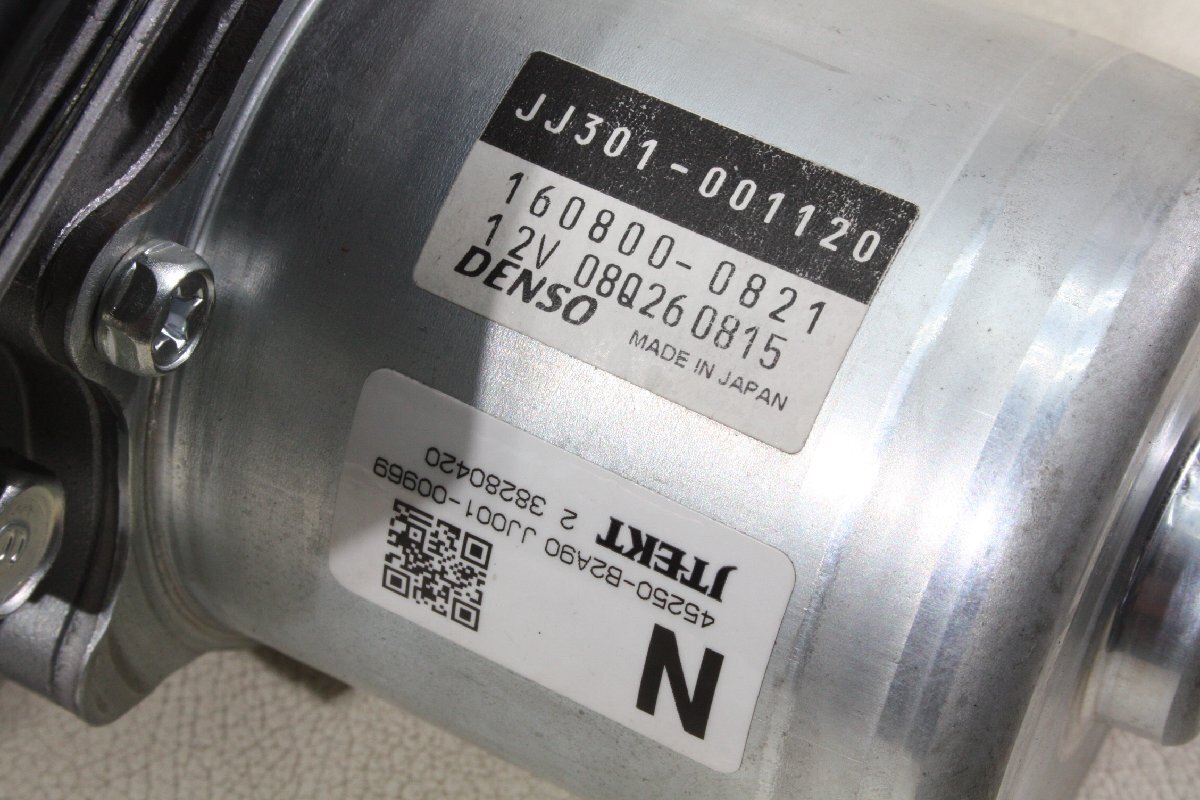 JJ301-001120
160800-0821
12V 08Q260815
DENSO
MADE IN JAPAN
N
45250-B2A90 JJ001-00969
JTEKT 2 38280420